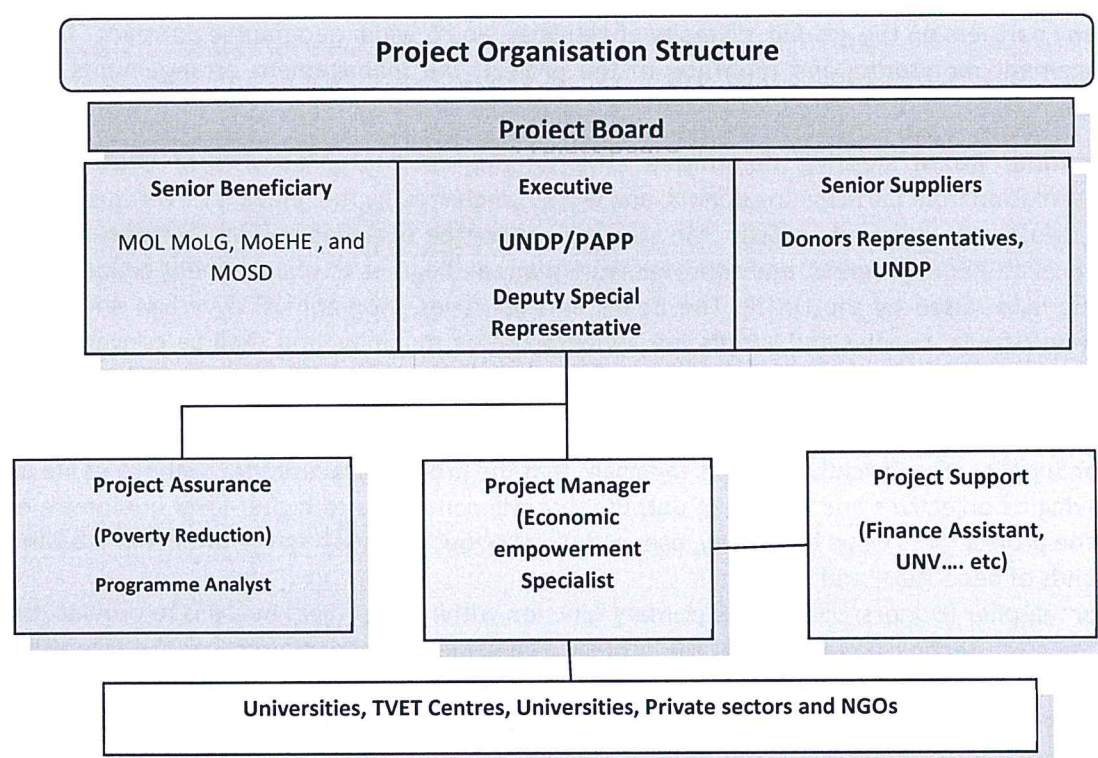 Project Organisation Structure
Project Board
Senior Beneficiary
MOL MoLG, MoEHE , and
MOSD
Executive
UNDP/PAPP
Deputy Special
Representative
Senior Suppliers
Donors Representatives,
UNDP
Project Assurance
(Poverty Reduction)
Programme Analyst
Project Manager
(Economic
empowerment
Specialist
Project Support
(Finance Assistant,
UNV.... etc)
Universities, TVET Centres, Universities, Private sectors and NGOs